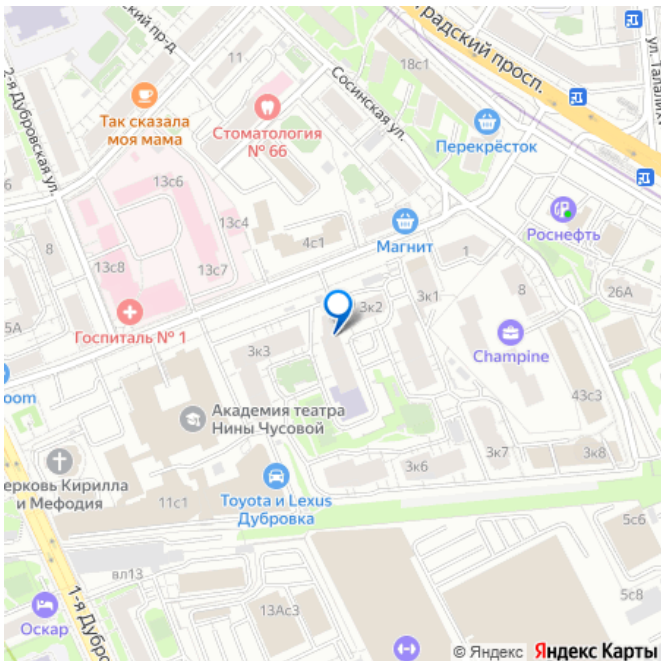 ский пр-д
11
18с1
градский просп.
ул. Талалих
2-я Дубровская ул.
Так сказала
моя мама
Стоматология
№ 66
Сосинская ул.
Перекрёсток
13с6
13с4
8
4с1
Магнит
1
Роснефть
13с8
13с7
26А
5А
Госпиталь № 1
3к2
3к1
8
3к3
Champine
oom
43с3
Академия театра
Нины Чусовой
3к7
3к8
3к6
ерковь Кирилла
и Мефодия
11с1
Toyota и Lexus
Дубровка
5с6
вл13
5с8
1-я Дубро
13Ас3
Оскар
© Яндекс Яндекс Карты